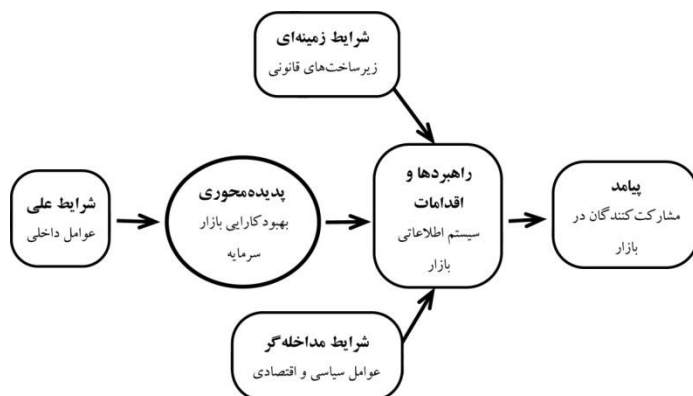 شرایط زمینه‌ای
زیرساخت‌های قانونی
شرایط علی
عوامل داخلی
پدیده‌محوری
بهبود کارایی بازار
سرمایه
راهبردها و
اقدامات
سیستم اطلاعاتی
بازار
پیامد
مشارکت‌کنندگان در
بازار
شرایط مداخله‌گر
عوامل سیاسی و اقتصادی